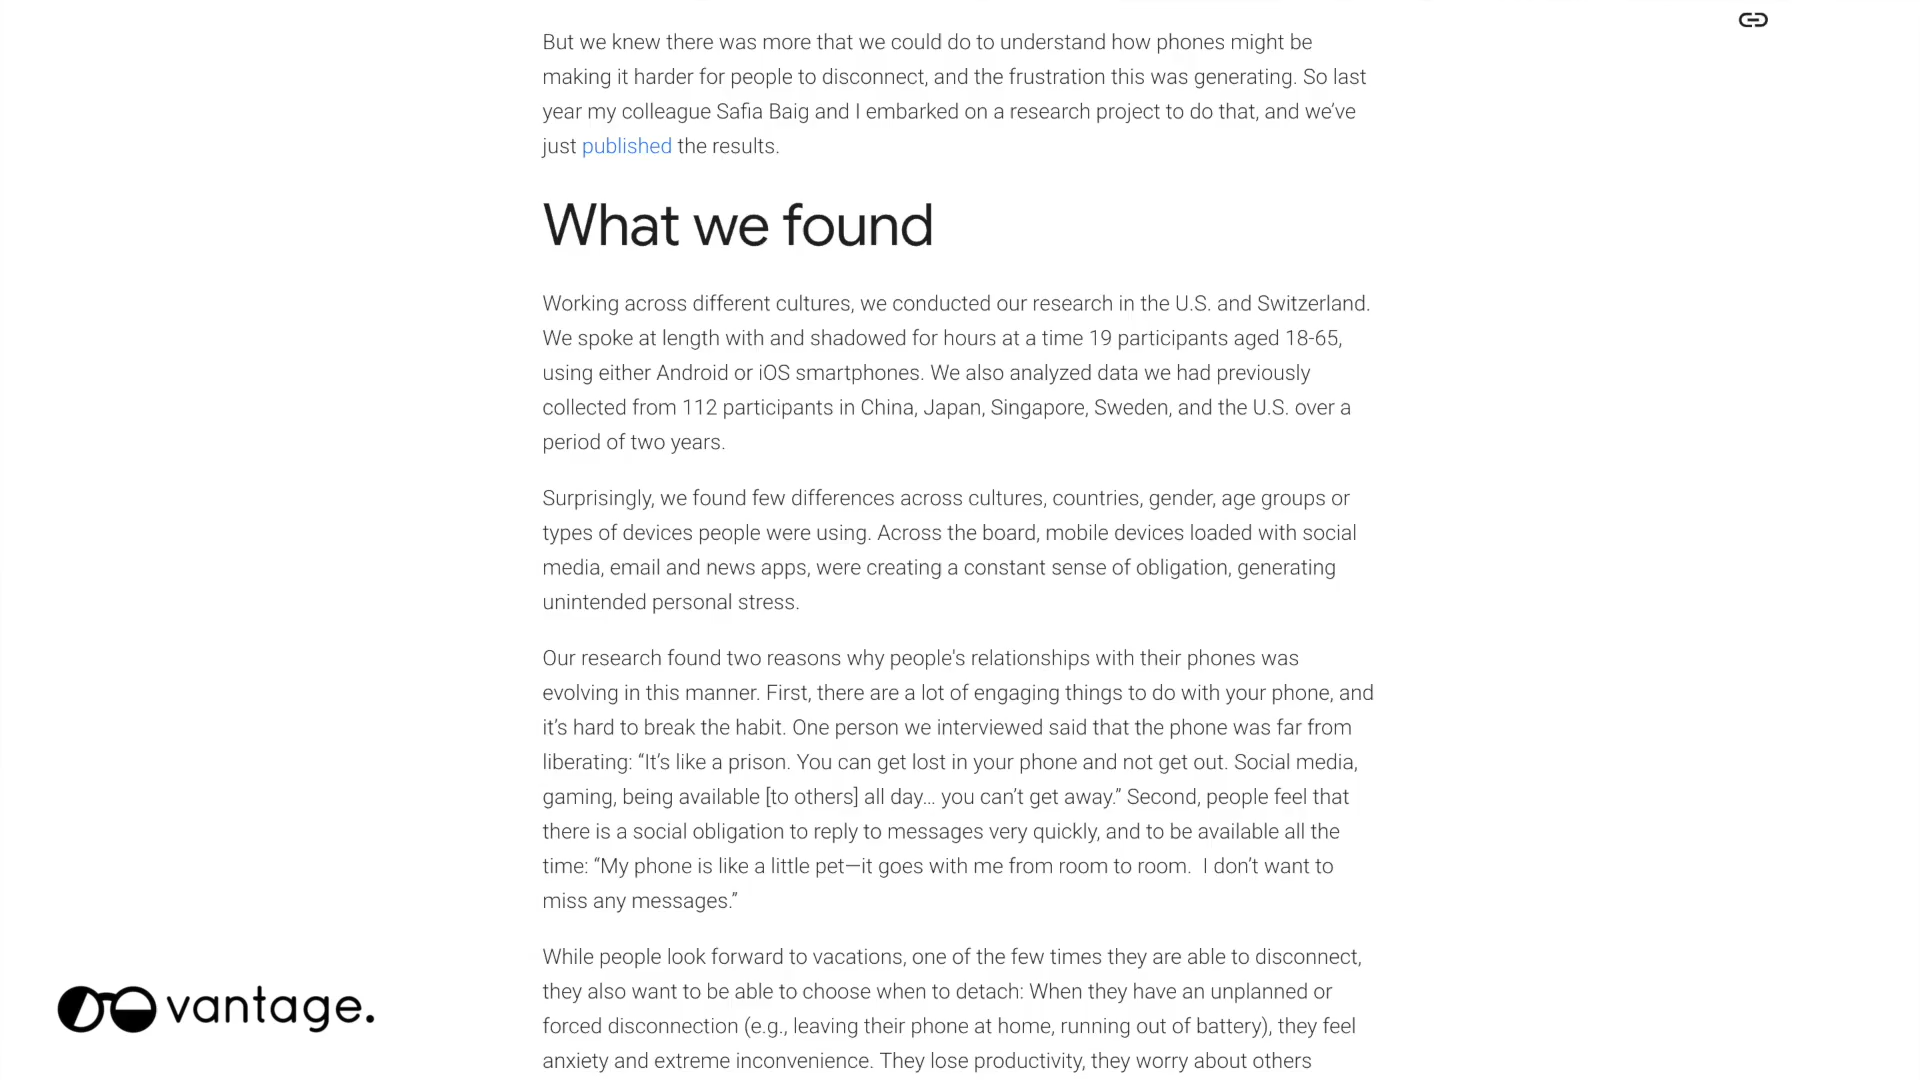 But we knew there was more that we could do to understand how phones might be
making it harder for people to disconnect, and the frustration this was generating. So last
year my colleague Safia Baig and I embarked on a research project to do that, and we’ve
just published the results.
What we found
Working across different cultures, we conducted our research in the U.S. and Switzerland.
We spoke at length with and shadowed for hours at a time 19 participants aged 18-65,
using either Android or iOS smartphones. We also analyzed data we had previously
collected from 112 participants in China, Japan, Singapore, Sweden, and the U.S. over a
period of two years.
Surprisingly, we found few differences across cultures, countries, gender, age groups or
types of devices people were using. Across the board, mobile devices loaded with social
media, email and news apps, were creating a constant sense of obligation, generating
unintended personal stress.
Our research found two reasons why people's relationships with their phones was
evolving in this manner. First, there are a lot of engaging things to do with your phone, and
it’s hard to break the habit. One person we interviewed said that the phone was far from
liberating: “It’s like a prison. You can get lost in your phone and not get out. Social media,
gaming, being available [to others] all day… you can’t get away.” Second, people feel that
there is a social obligation to reply to messages very quickly, and to be available all the
time: “My phone is like a little pet—it goes with me from room to room.  I don’t want to
miss any messages.”
While people look forward to vacations, one of the few times they are able to disconnect,
they also want to be able to choose when to detach: When they have an unplanned or
forced disconnection (e.g., leaving their phone at home, running out of battery), they feel
anxiety and extreme inconvenience. They lose productivity, they worry about others
vantage.